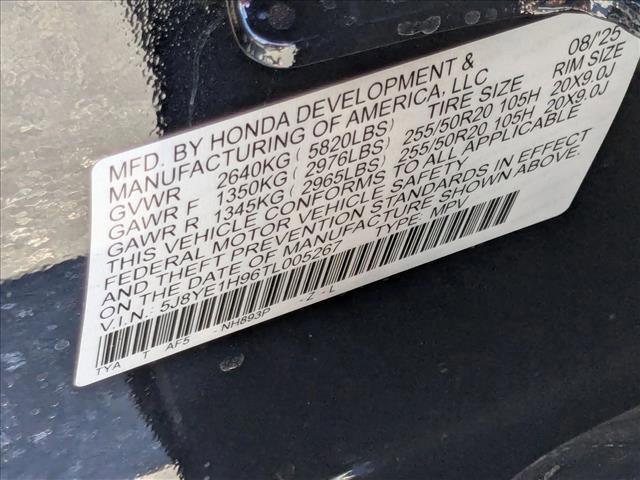 MFD. BY HONDA DEVELOPMENT & 08/'25
MANUFACTURING OF AMERICA, LLC TIRE SIZE RIM SIZE
GVWR 2640KG ( 5820LBS)
GAWR F 1350KG ( 2976LBS) 255/50R20 105H 20X9.0J
GAWR R 1345KG ( 2965LBS) 255/50R20 105H 20X9.0J
THIS VEHICLE CONFORMS TO ALL APPLICABLE
FEDERAL MOTOR VEHICLE SAFETY
AND THEFT PREVENTION STANDARDS IN EFFECT
ON THE DATE OF MANUFACTURE SHOWN ABOVE.
V.I.N.: 5J8YE1H96TL005267 TYPE: MPV
TYA T AF5 -NH893P -Z -L